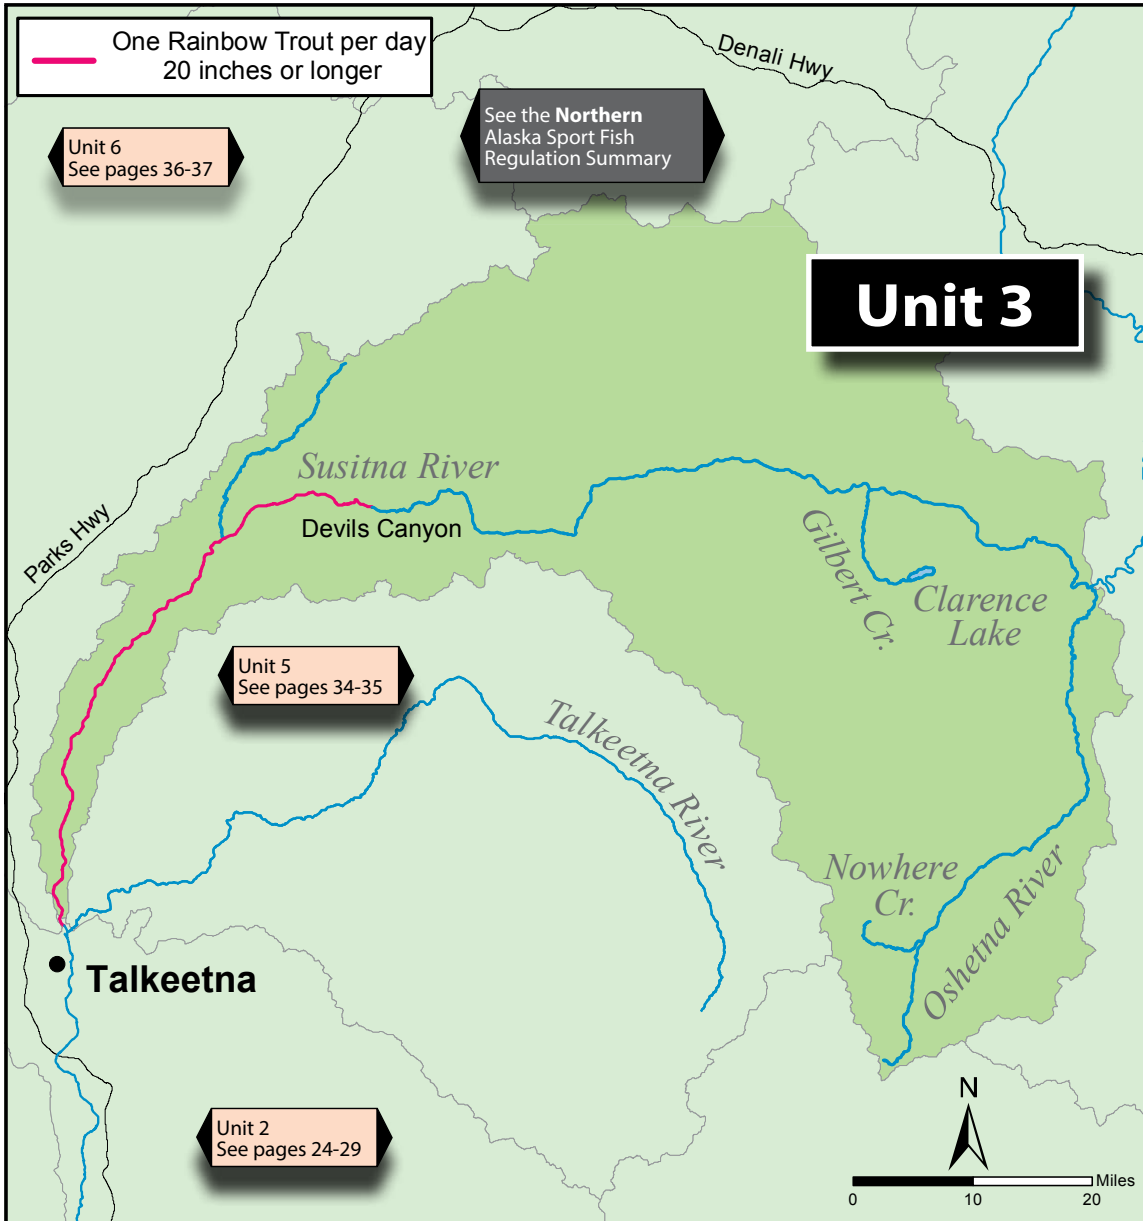 One Rainbow Trout per day
20 inches or longer
Denali Hwy
See the Northern
Alaska Sport Fish
Regulation Summary
Unit 6
See pages 36-37
Unit 3
Parks Hwy
Susitna River
Devils Canyon
Gilbert Cr.
Clarence
Lake
Unit 5
See pages 34-35
Talkeetna River
Nowhere
Cr.
Oshetna River
Talkeetna
N
Unit 2
See pages 24-29
Miles
0 10 20